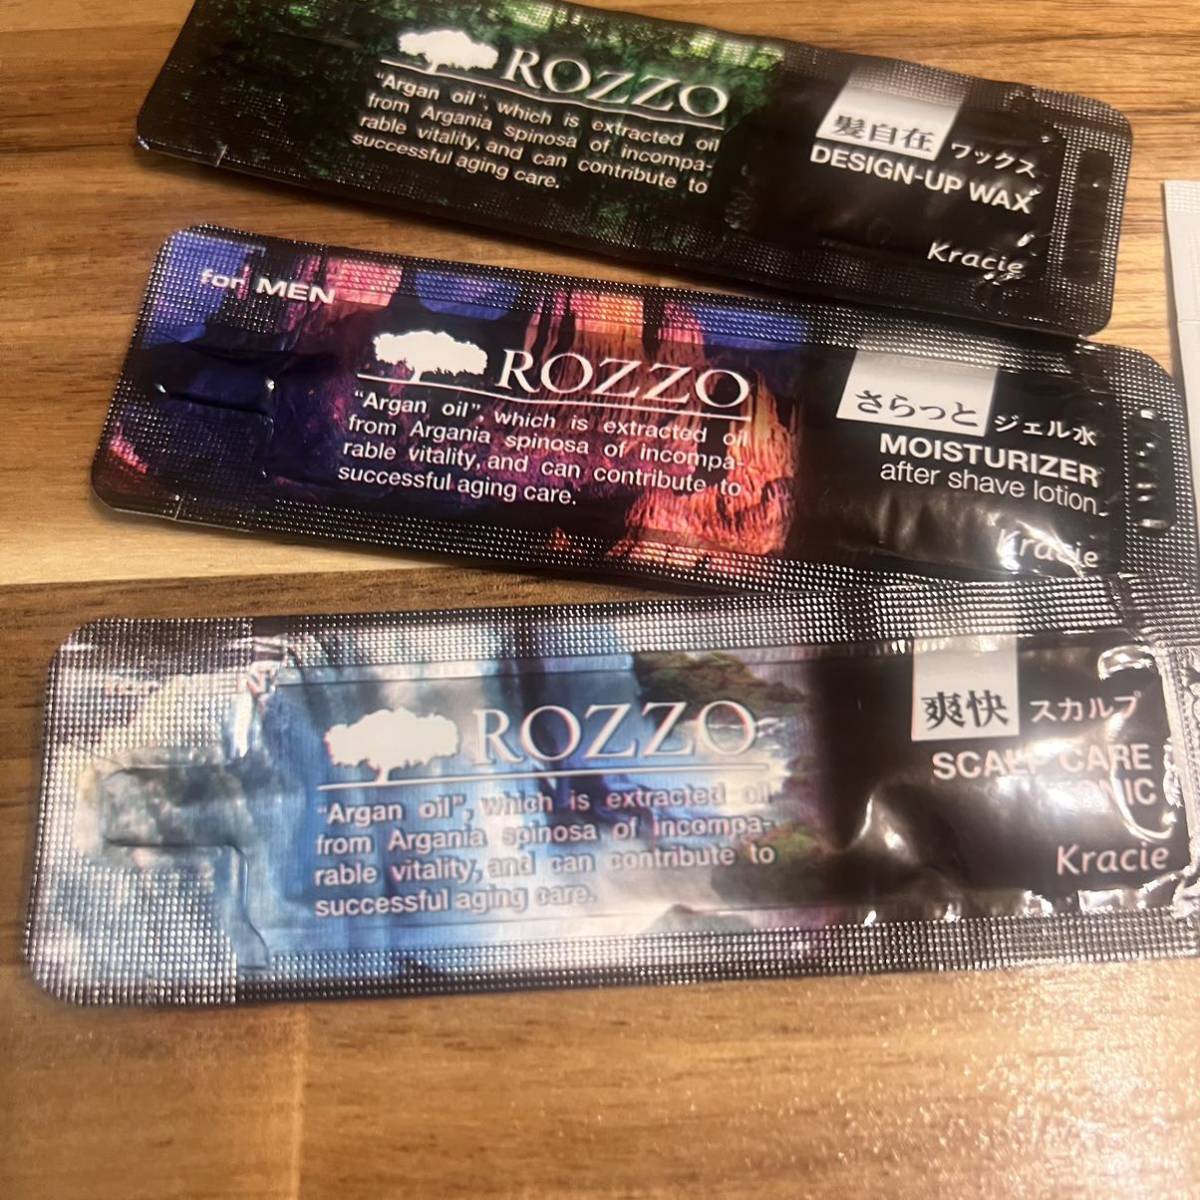 ROZZO
"Argan oil", which is extracted oil
from Argania spinosa of incompa-
rable vitality, and can contribute to
successful aging care.
髪自在 ワックス
DESIGN-UP WAX
Kracie
for MEN
ROZZO
"Argan oil", which is extracted oil
from Argania spinosa of incompa-
rable vitality, and can contribute to
successful aging care.
さらっと ジェル水
MOISTURIZER
after shave lotion
Kracie
ROZZO
"Argan oil", which is extracted oil
from Argania spinosa of incompa-
rable vitality, and can contribute to
successful aging care.
爽快 スカルプ
SCALP CARE
Kracie